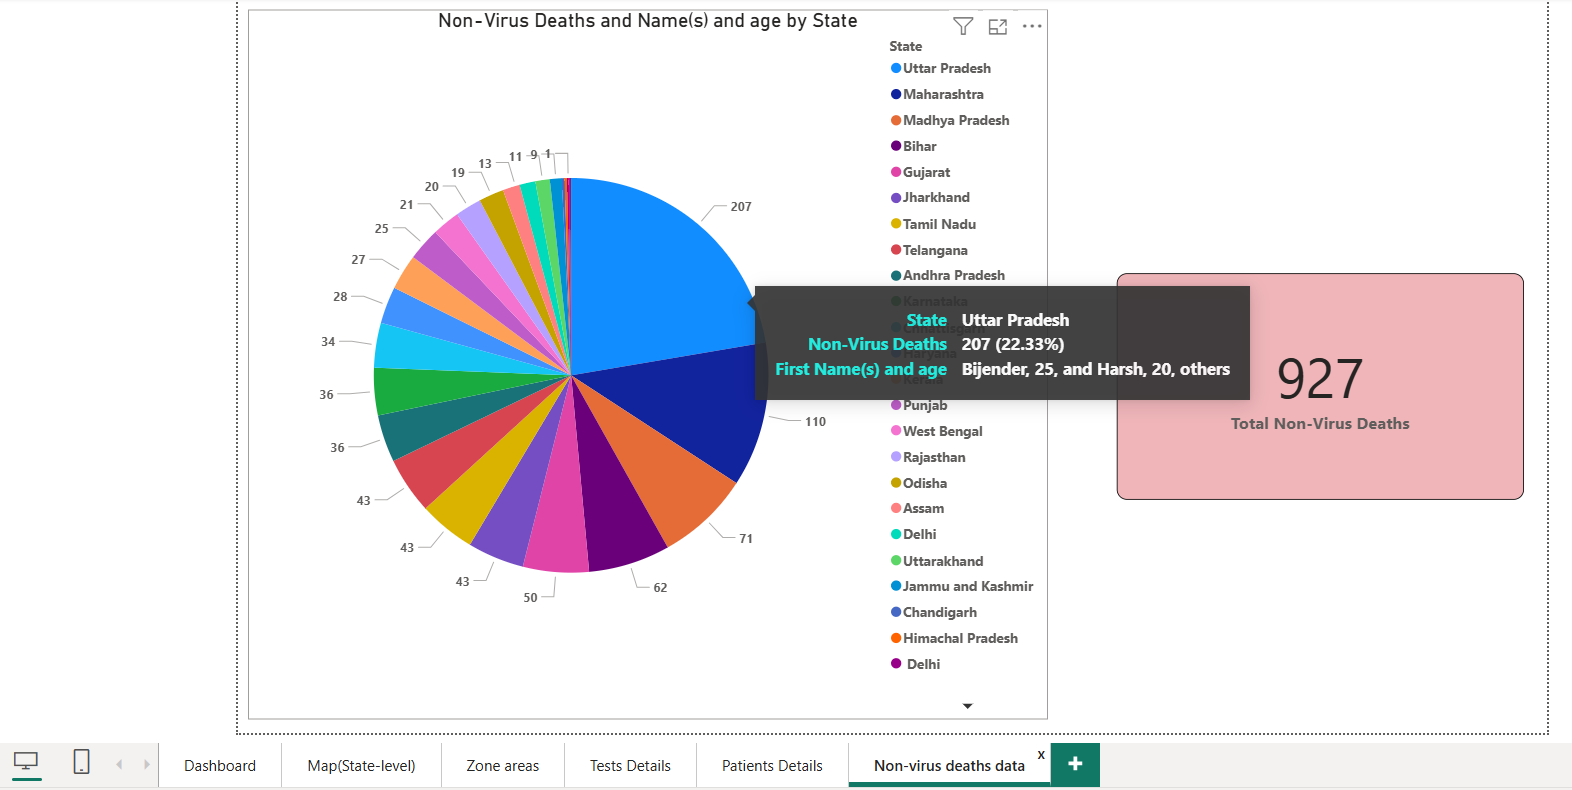 Non-Virus Deaths and Name(s) and age by State
State
Uttar Pradesh
Maharashtra
Madhya Pradesh
Bihar
Gujarat
Jharkhand
Tamil Nadu
Telangana
Andhra Pradesh
Karnataka
Haryana
Kerala
Punjab
West Bengal
Rajasthan
Odisha
Assam
Delhi
Uttarakhand
Jammu and Kashmir
Chandigarh
Himachal Pradesh
Delhi
207
110
71
62
50
43
43
43
36
36
34
28
27
25
21
20
19
13
11
9
1
State Uttar Pradesh
Non-Virus Deaths 207 (22.33%)
First Name(s) and age Bijender, 25, and Harsh, 20, others
927
Total Non-Virus Deaths
Dashboard
Map(State-level)
Zone areas
Tests Details
Patients Details
Non-virus deaths data
x
+